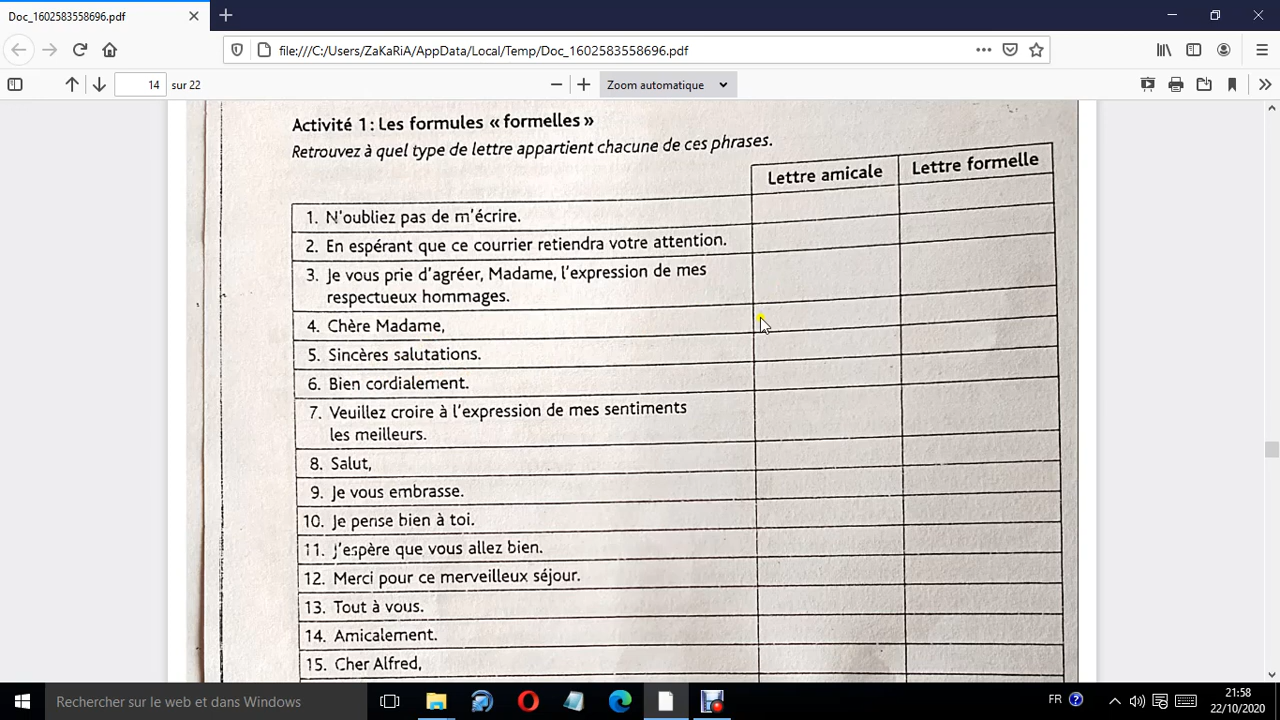 Doc_1602583558696.pdf
file:///C:/Users/ZaKaRiA/AppData/Local/Temp/Doc_1602583558696.pdf
14 sur 22
Zoom automatique
Activité 1 : Les formules « formelles »
Retrouvez à quel type de lettre appartient chacune de ces phrases.
Lettre amicale Lettre formelle
1. N'oubliez pas de m'écrire.
2. En espérant que ce courrier retiendra votre attention.
3. Je vous prie d'agréer, Madame, l'expression de mes
respectueux hommages.
4. Chère Madame,
5. Sincères salutations.
6. Bien cordialement.
7. Veuillez croire à l'expression de mes sentiments
les meilleurs.
8. Salut,
9. Je vous embrasse.
10. Je pense bien à toi.
11. J'espère que vous allez bien.
12. Merci pour ce merveilleux séjour.
13. Tout à vous.
14. Amicalement.
15. Cher Alfred,
Rechercher sur le web et dans Windows
FR
21:58
22/10/2020